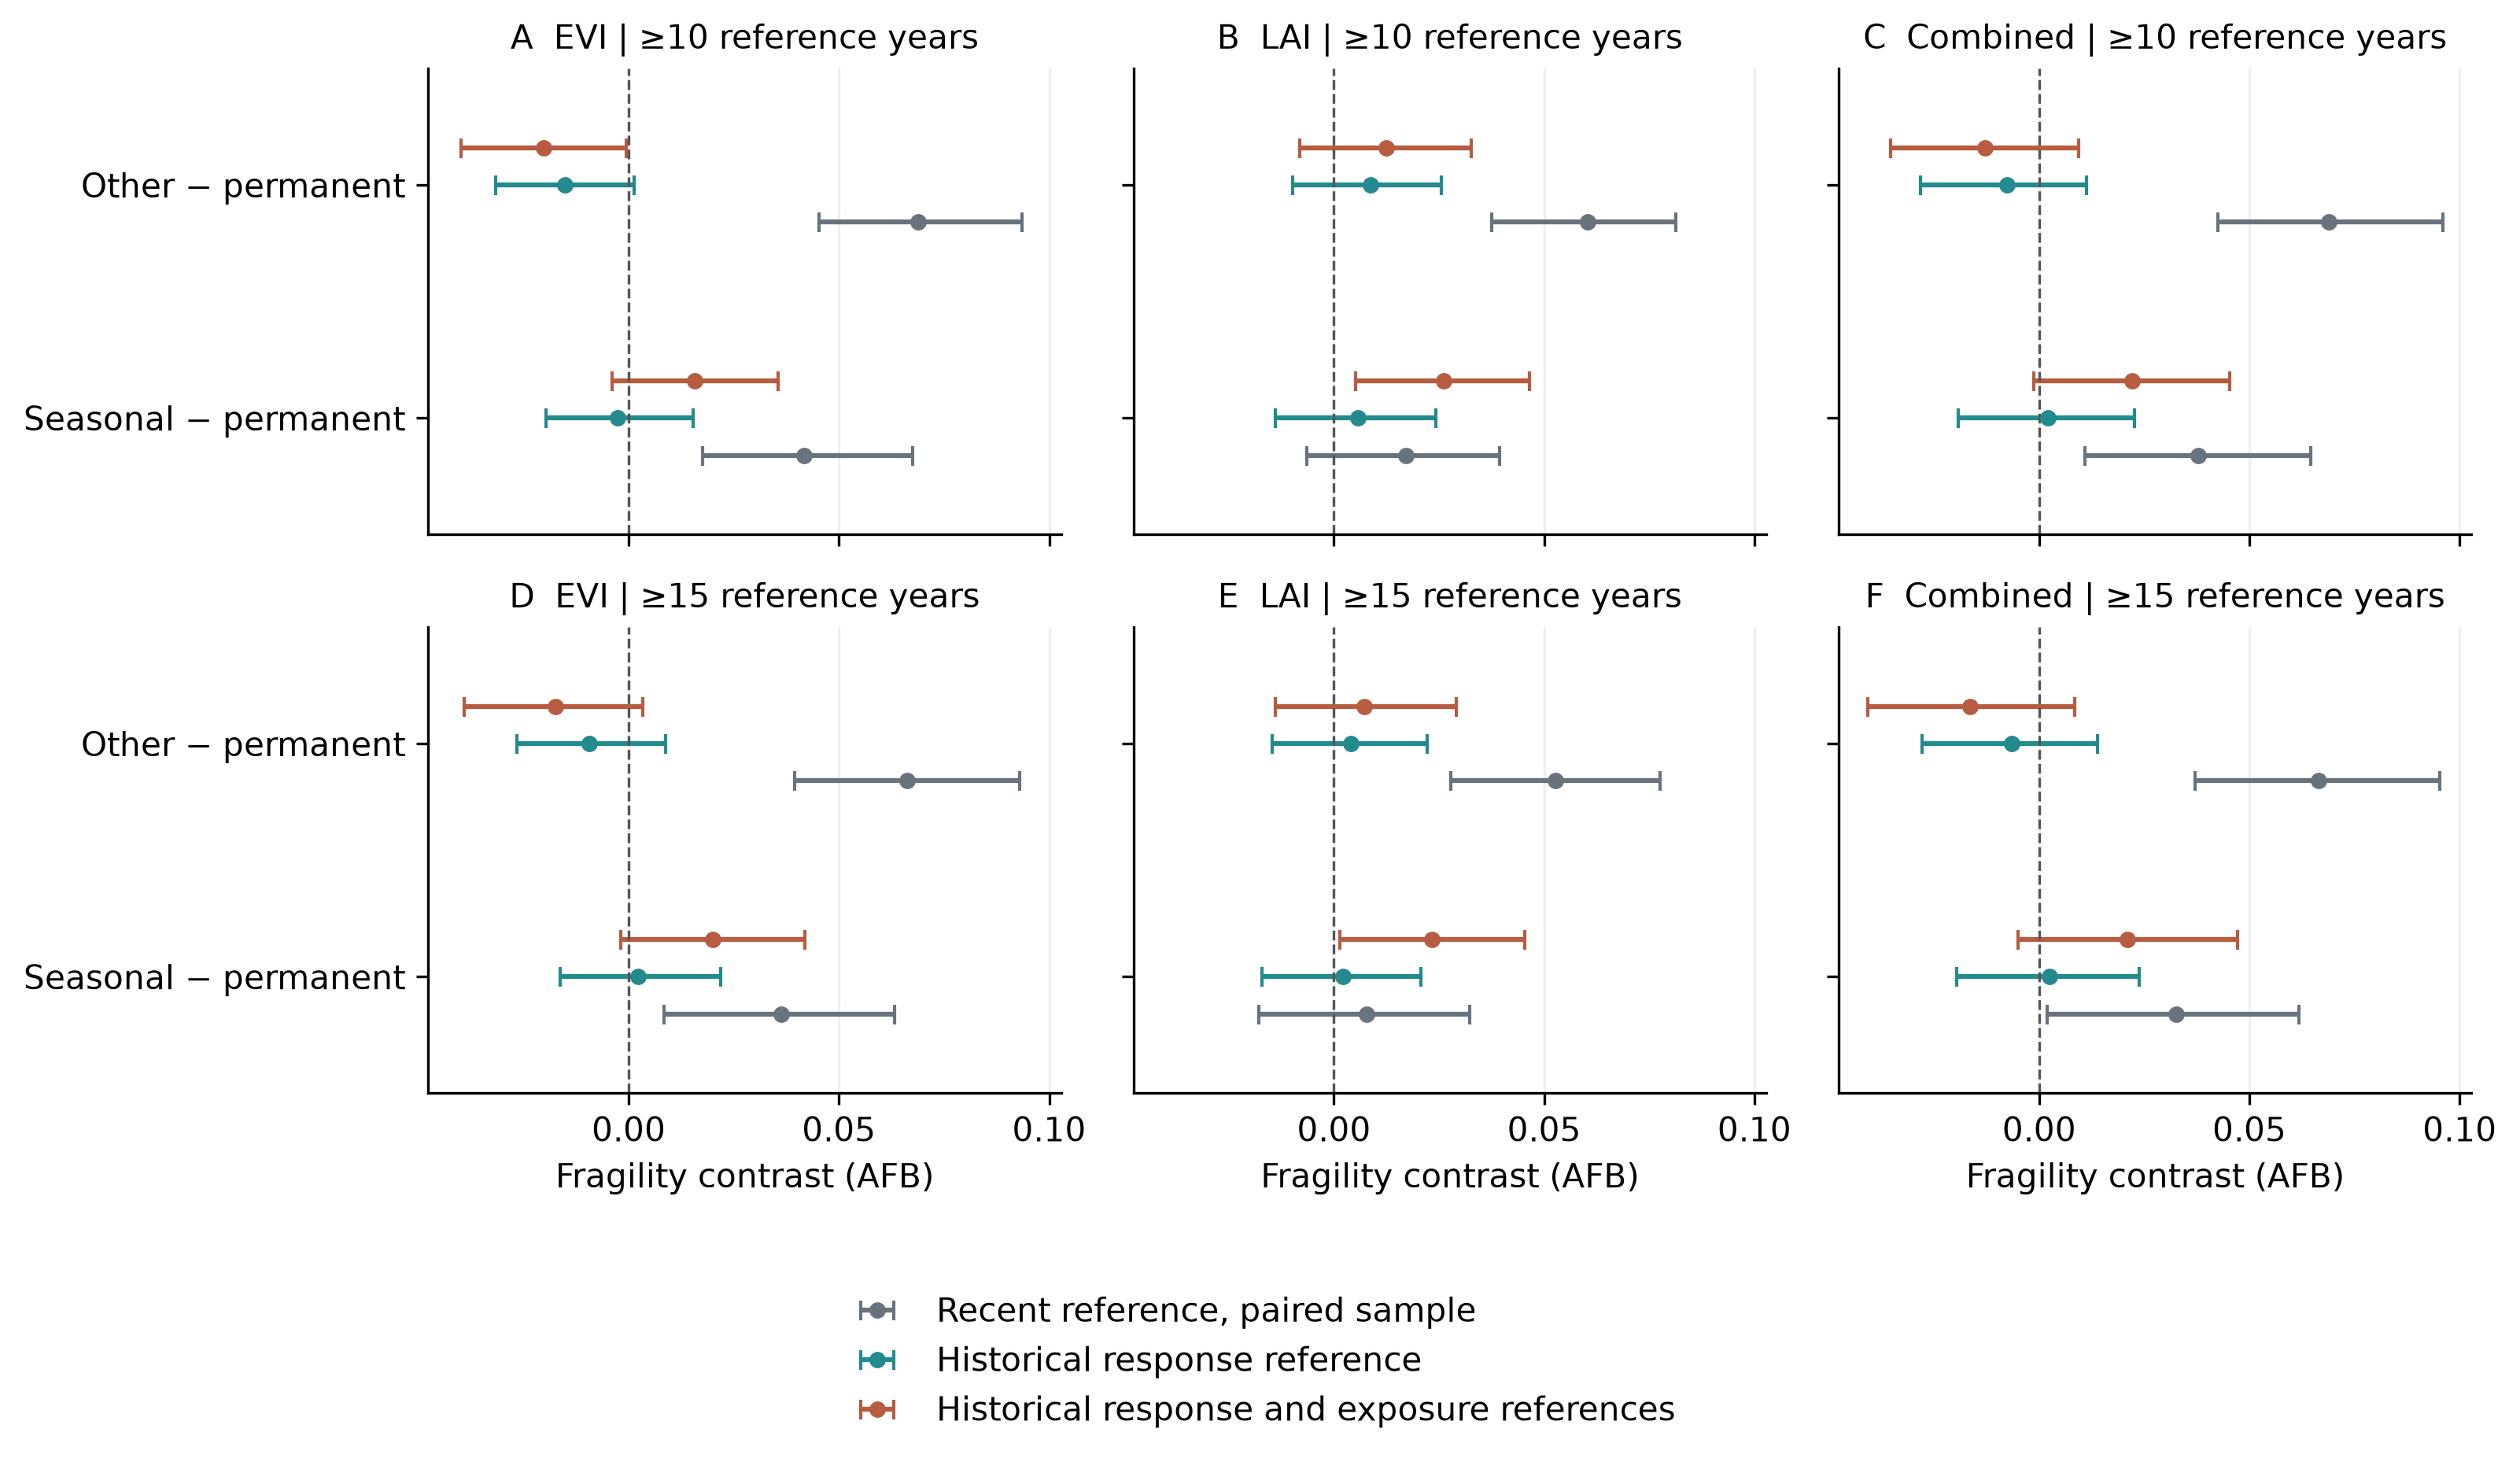 A  EVI | ≥10 reference years
B  LAI | ≥10 reference years
C  Combined | ≥10 reference years
Other − permanent
Seasonal − permanent
D  EVI | ≥15 reference years
E  LAI | ≥15 reference years
F  Combined | ≥15 reference years
Other − permanent
Seasonal − permanent
0.00 0.05 0.10
0.00 0.05 0.10
0.00 0.05 0.10
Fragility contrast (AFB)
Fragility contrast (AFB)
Fragility contrast (AFB)
Recent reference, paired sample
Historical response reference
Historical response and exposure references